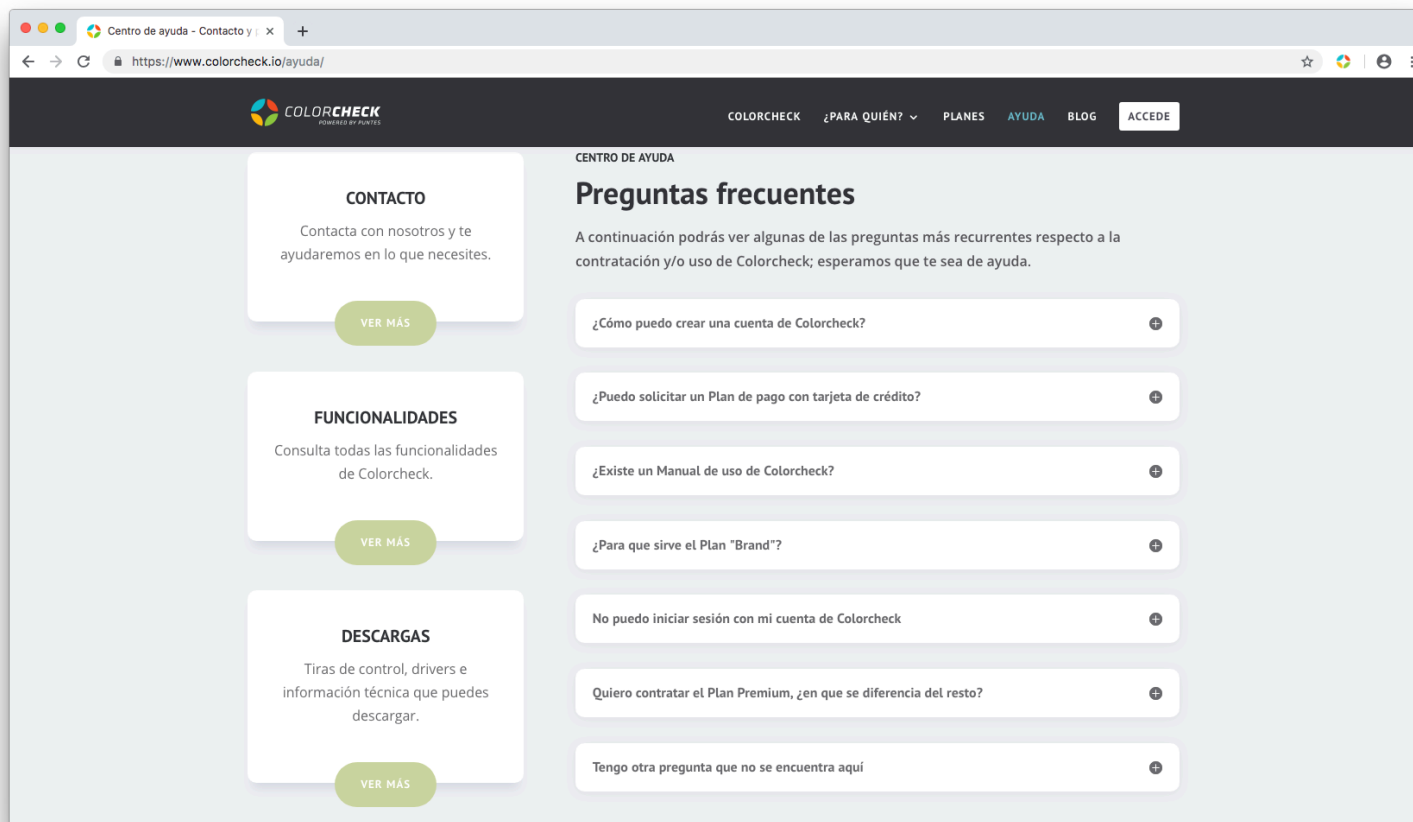 Centro de ayuda - Contacto y
https://www.colorcheck.io/ayuda/
COLORCHECK
POWERED BY PUNTES
COLORCHECK ¿PARA QUIÉN? PLANES AYUDA BLOG ACCEDE
CONTACTO
Contacta con nosotros y te
ayudaremos en lo que necesites.
VER MÁS
FUNCIONALIDADES
Consulta todas las funcionalidades
de Colorcheck.
VER MÁS
DESCARGAS
Tiras de control, drivers e
información técnica que puedes
descargar.
VER MÁS
CENTRO DE AYUDA
Preguntas frecuentes
A continuación podrás ver algunas de las preguntas más recurrentes respecto a la
contratación y/o uso de Colorcheck; esperamos que te sea de ayuda.
¿Cómo puedo crear una cuenta de Colorcheck?
¿Puedo solicitar un Plan de pago con tarjeta de crédito?
¿Existe un Manual de uso de Colorcheck?
¿Para que sirve el Plan "Brand"?
No puedo iniciar sesión con mi cuenta de Colorcheck
Quiero contratar el Plan Premium, ¿en que se diferencia del resto?
Tengo otra pregunta que no se encuentra aquí